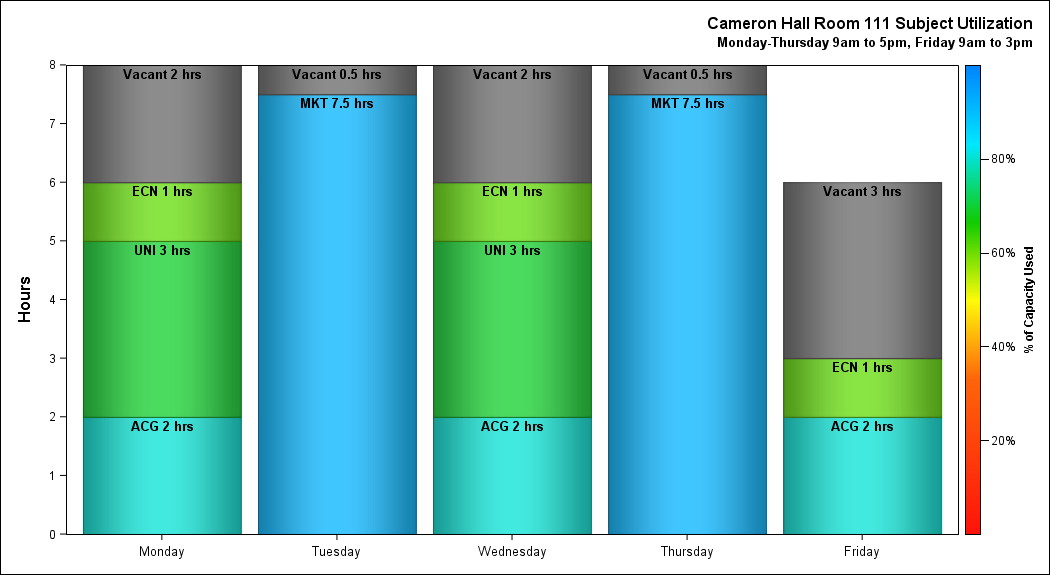 Cameron Hall Room 111 Subject Utilization
Monday-Thursday 9am to 5pm, Friday 9am to 3pm
Hours
8
7
6
5
4
3
2
1
0
Vacant 2 hrs
ECN 1 hrs
UNI 3 hrs
ACG 2 hrs
Vacant 0.5 hrs
MKT 7.5 hrs
Vacant 2 hrs
ECN 1 hrs
UNI 3 hrs
ACG 2 hrs
Vacant 0.5 hrs
MKT 7.5 hrs
Vacant 3 hrs
ECN 1 hrs
ACG 2 hrs
Monday
Tuesday
Wednesday
Thursday
Friday
80%
60%
40%
20%
% of Capacity Used